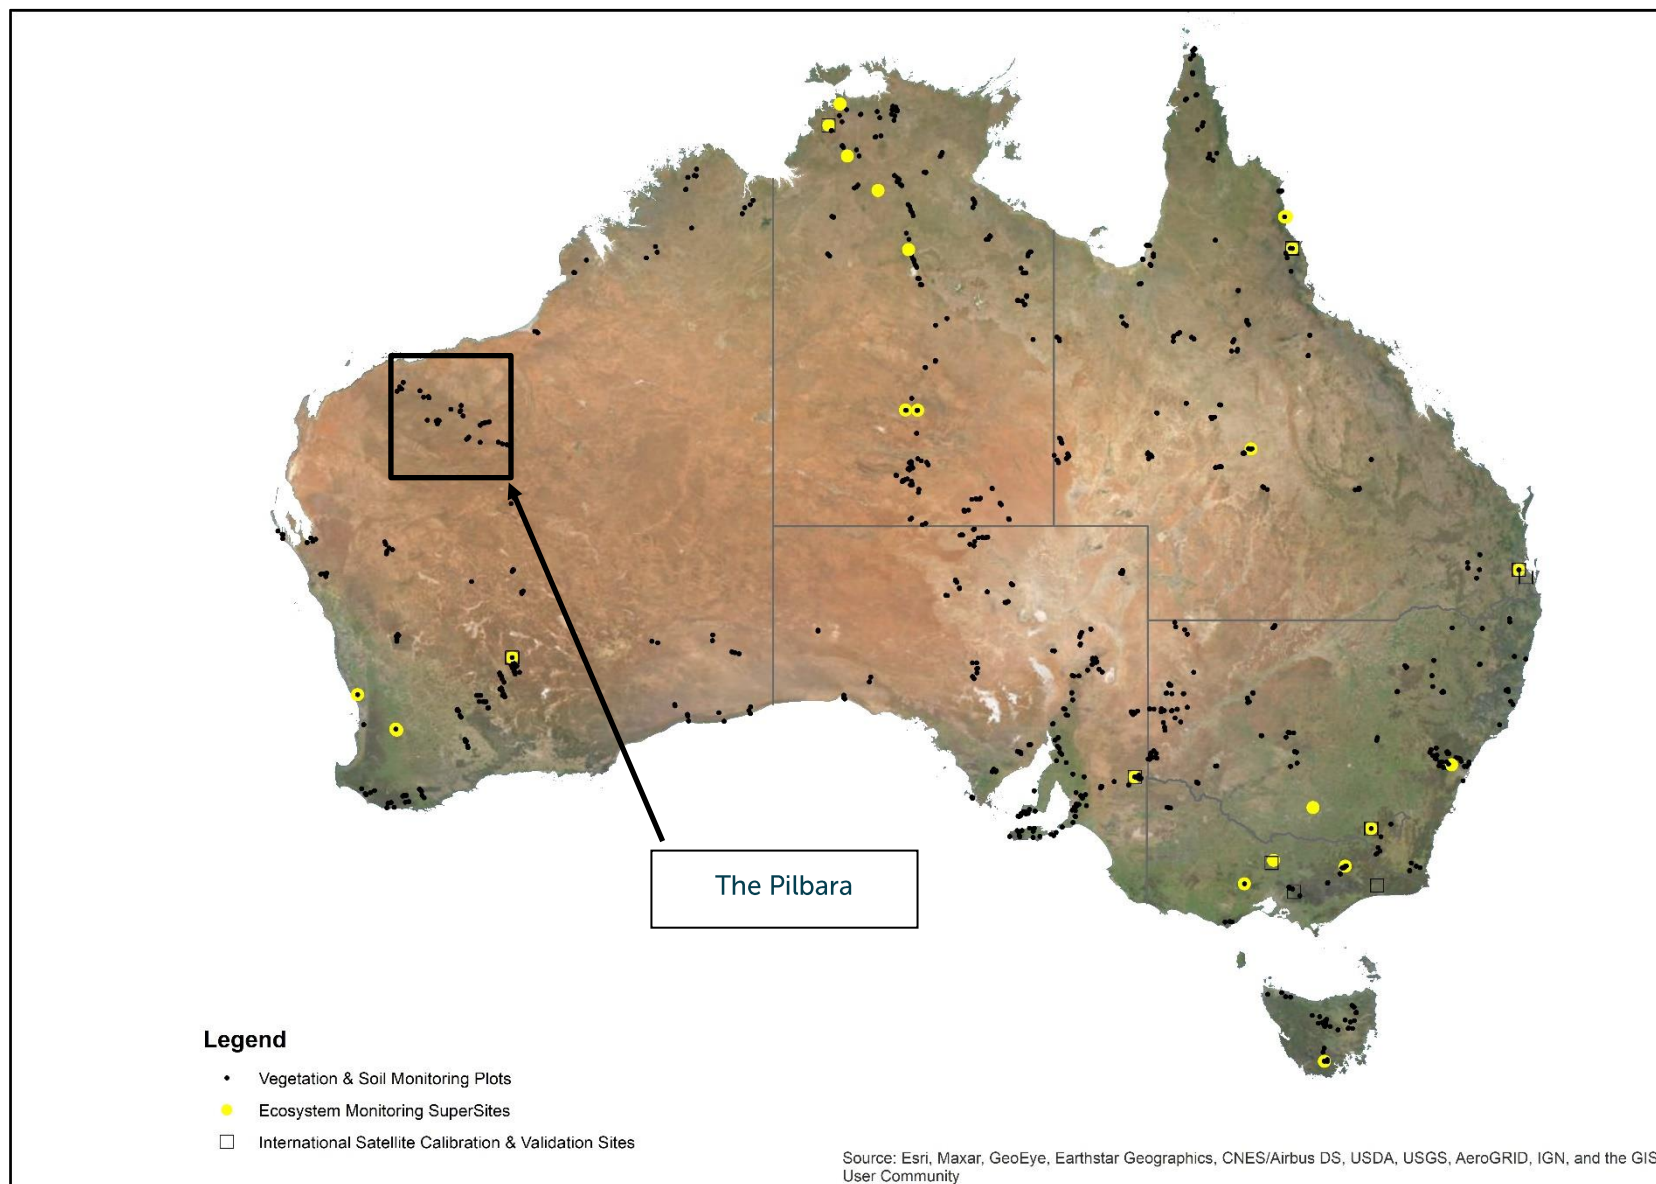 The Pilbara
Legend
Vegetation & Soil Monitoring Plots
Ecosystem Monitoring SuperSites
International Satellite Calibration & Validation Sites
Source: Esri, Maxar, GeoEye, Earthstar Geographics, CNES/Airbus DS, USDA, USGS, AeroGRID, IGN, and the GIS
User Community